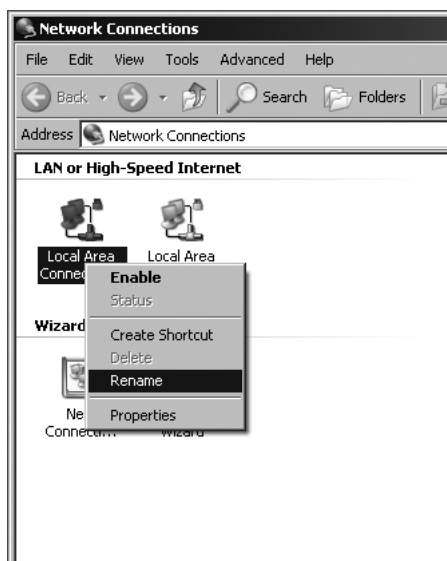 Network Connections
File Edit View Tools Advanced Help
Back Search Folders
Address Network Connections
LAN or High-Speed Internet
Local Area Local Area
Enable
Status
Wizard
Create Shortcut
Delete
Rename
Properties